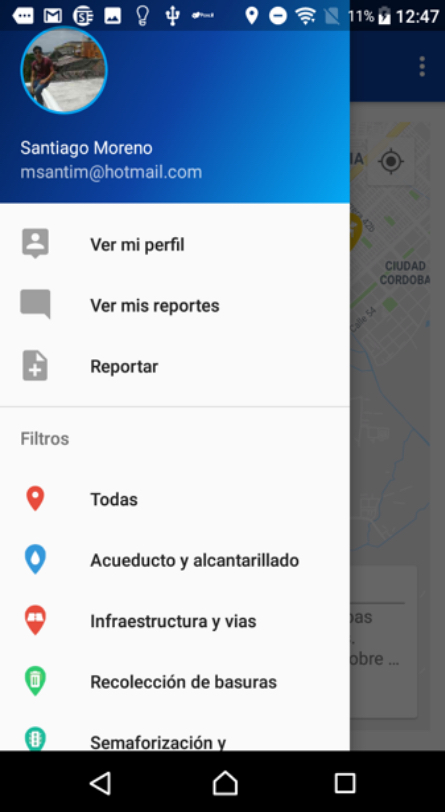 11% 12:47
Santiago Moreno
msantim@hotmail.com
Ver mi perfil
Ver mis reportes
Reportar
Filtros
Todas
Acueducto y alcantarillado
Infraestructura y vias
Recolección de basuras
Semaforización y
IA
CIUDAD
CORDOBA
Calle 54
bas
obre ...